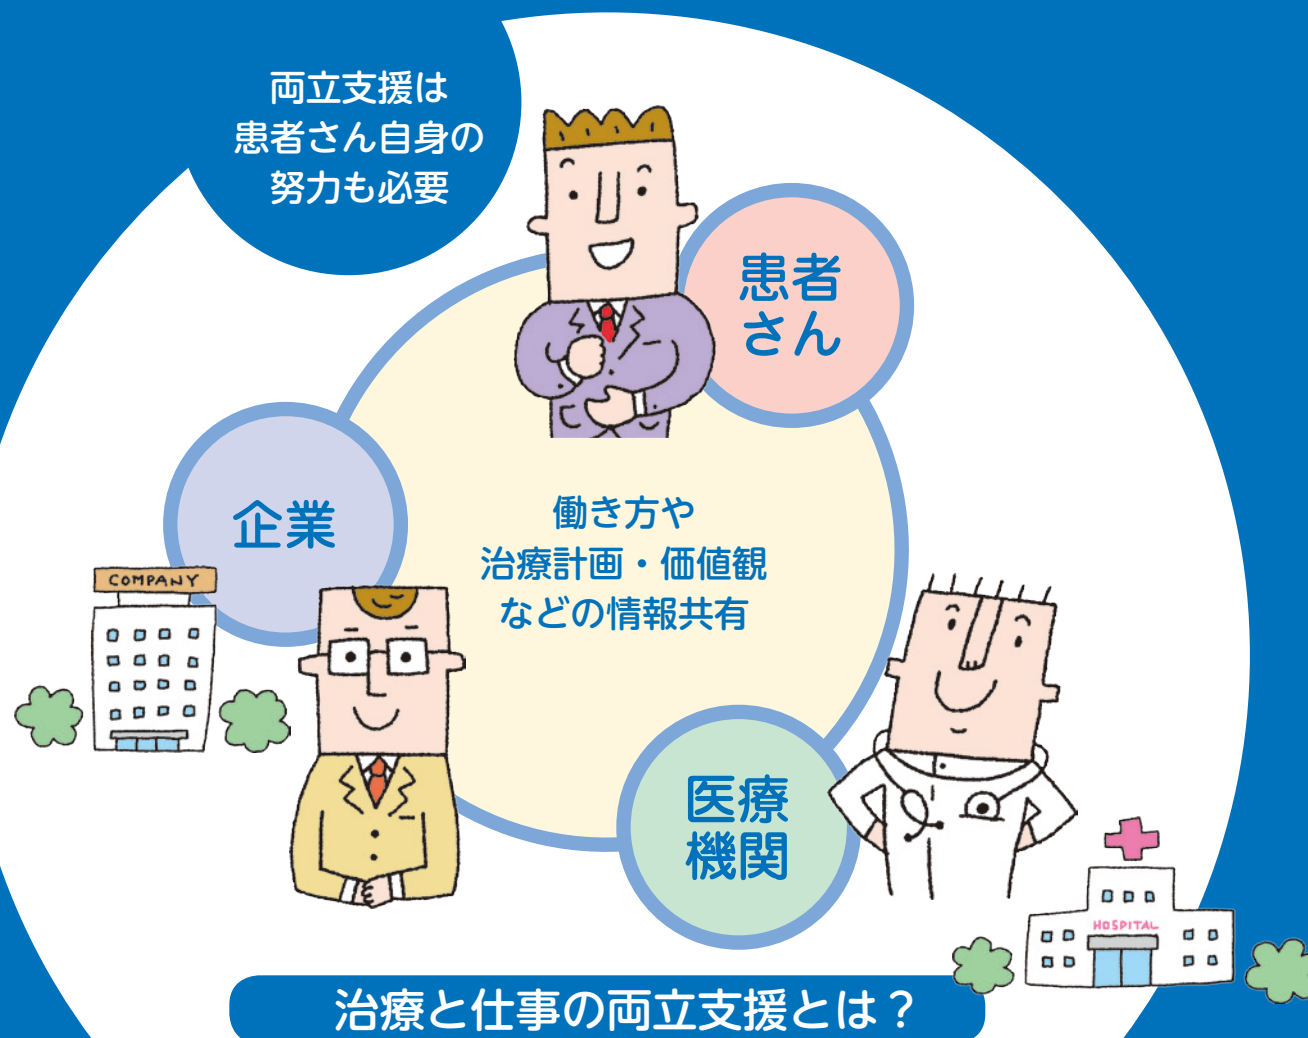 両立支援は
患者さん自身の
努力も必要
患者
さん
企業
働き方や
治療計画・価値観
などの情報共有
COMPANY
医療
機関
HOSPITAL
治療と仕事の両立支援とは？